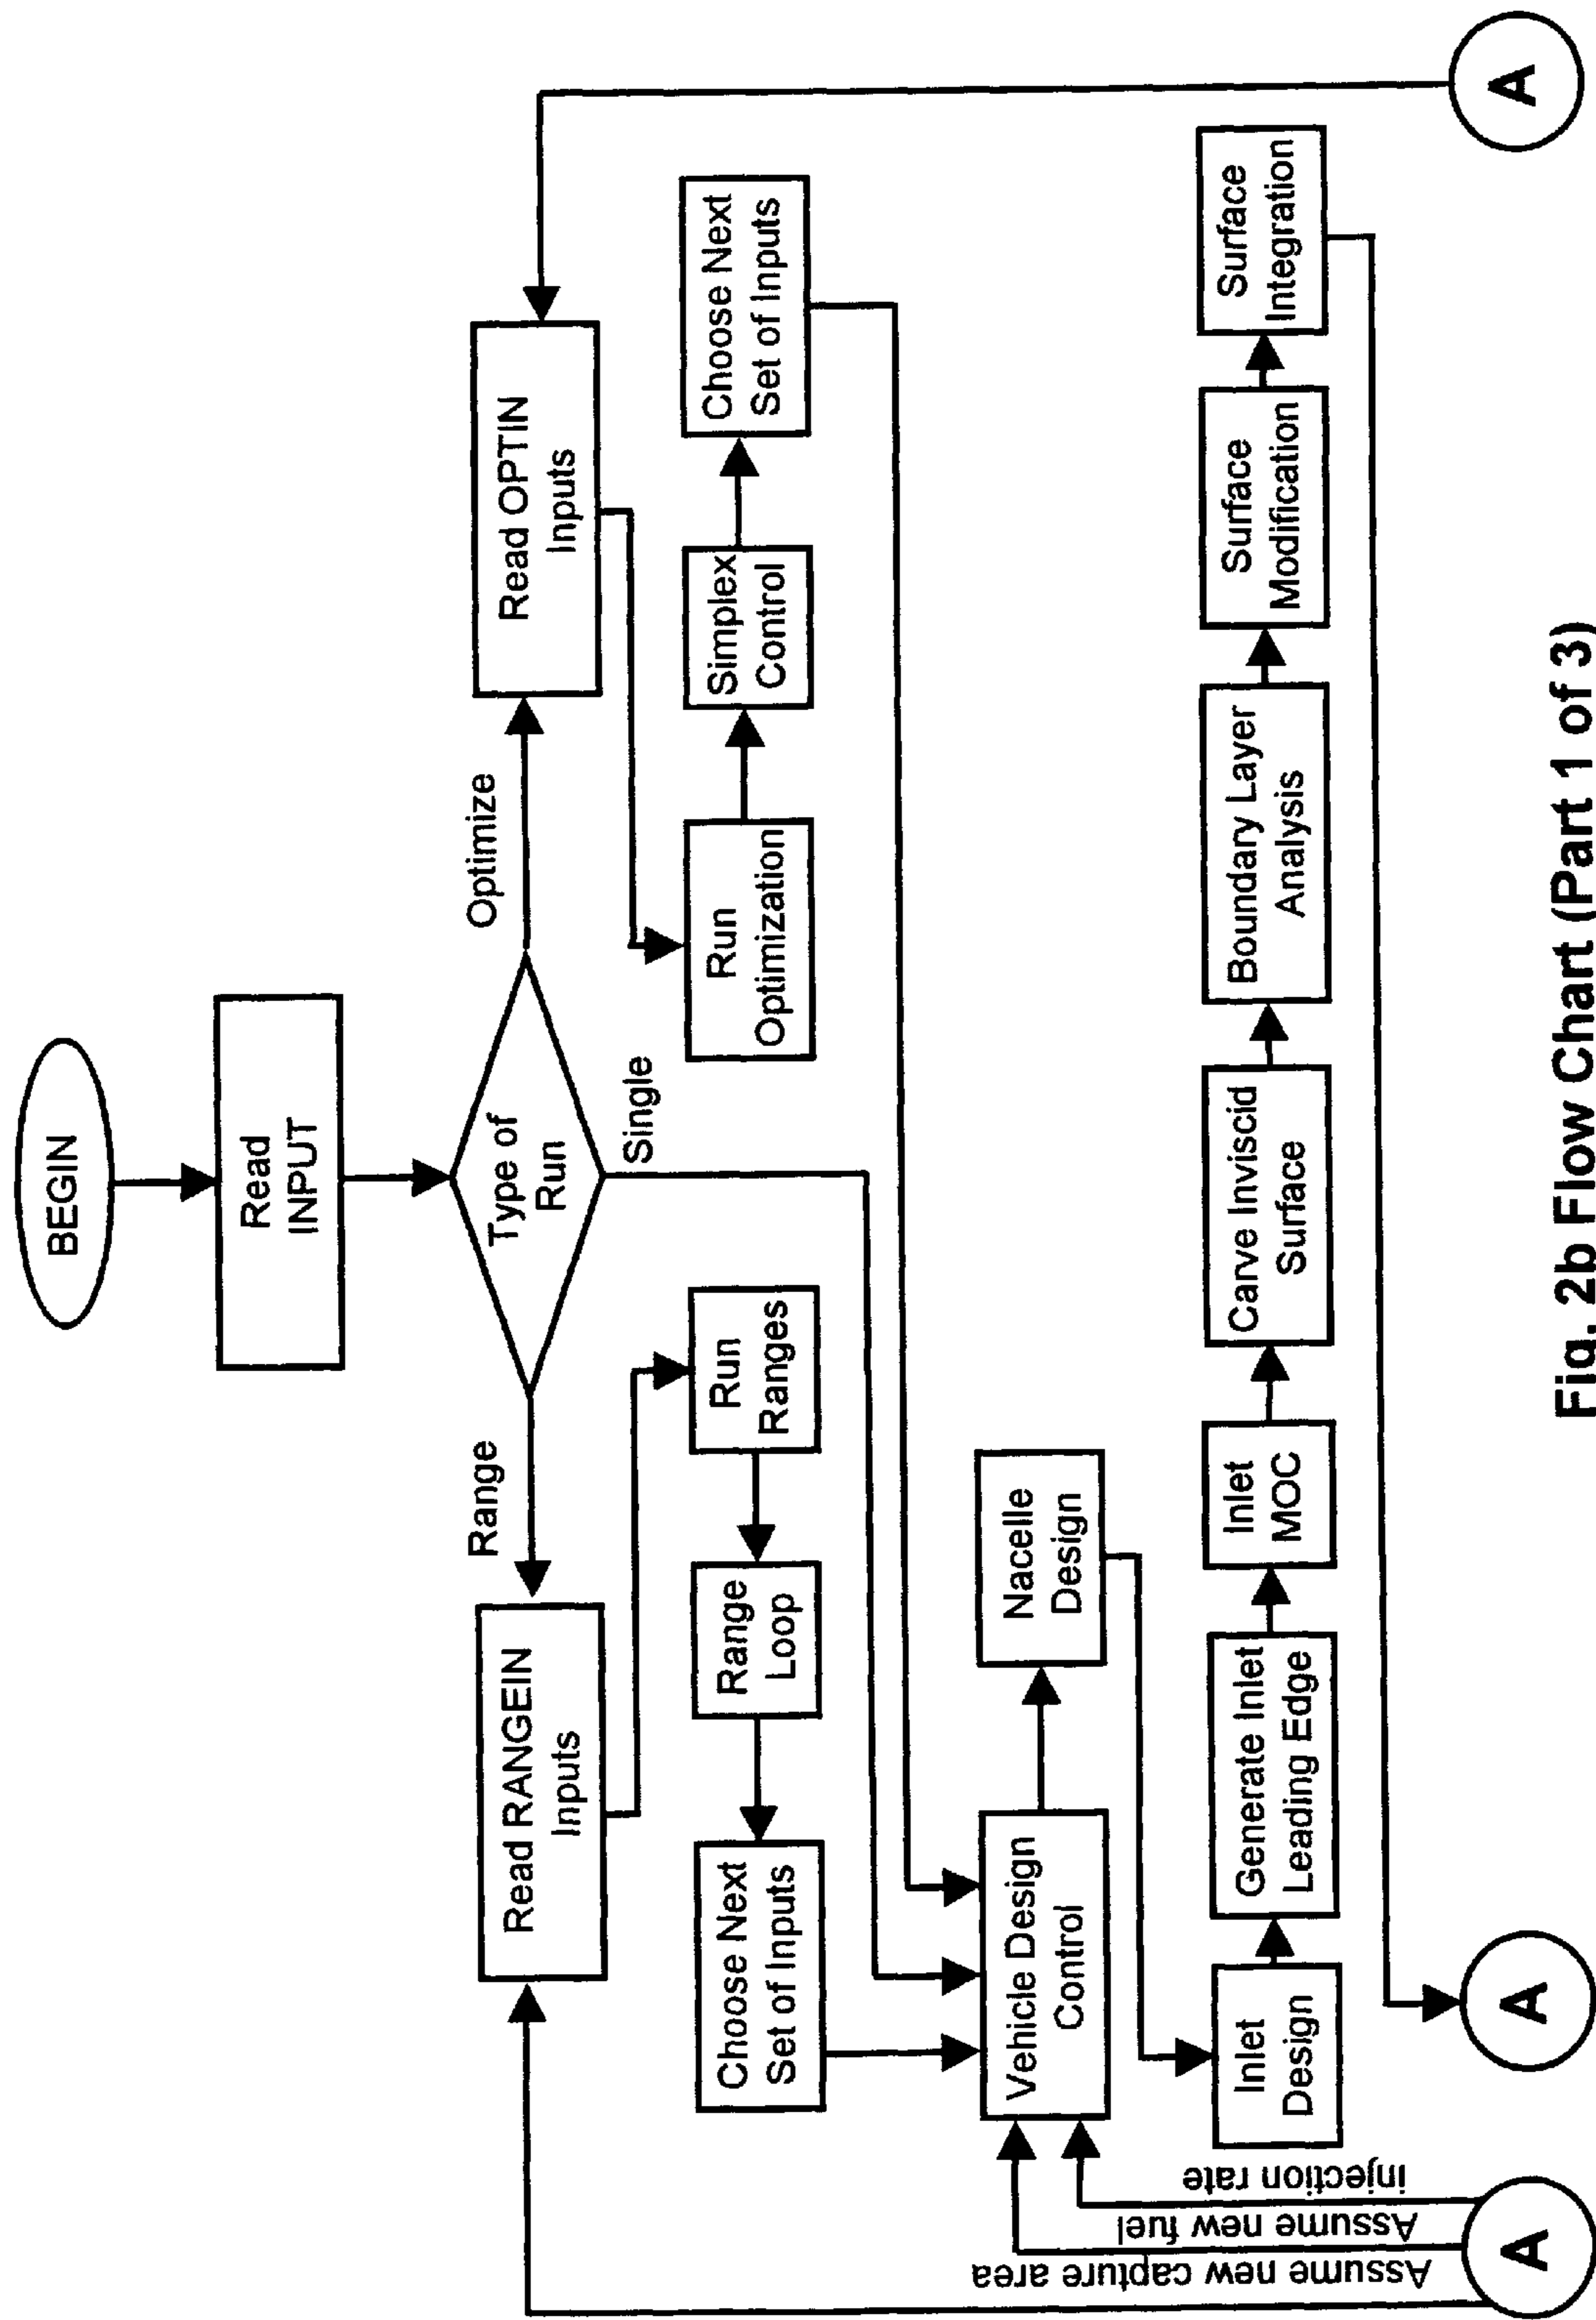 BEGIN
Read
INPUT
Type of
Run
Range
Optimize
Single
Read RANGEIN
Inputs
Read OPTIN
Inputs
Run
Ranges
Range
Loop
Choose Next
Set of Inputs
Run
Optimization
Simplex
Control
Choose Next
Set of Inputs
Vehicle Design
Control
Nacelle
Design
Inlet
Design
Generate Inlet
Leading Edge
Inlet
MOC
Carve Inviscid
Surface
Boundary Layer
Analysis
Surface
Modification
Surface
Integration
Assume new capture area
Assume new fuel
injection rate
A
A
A
Fig. 2b Flow Chart (Part 1 of 3)